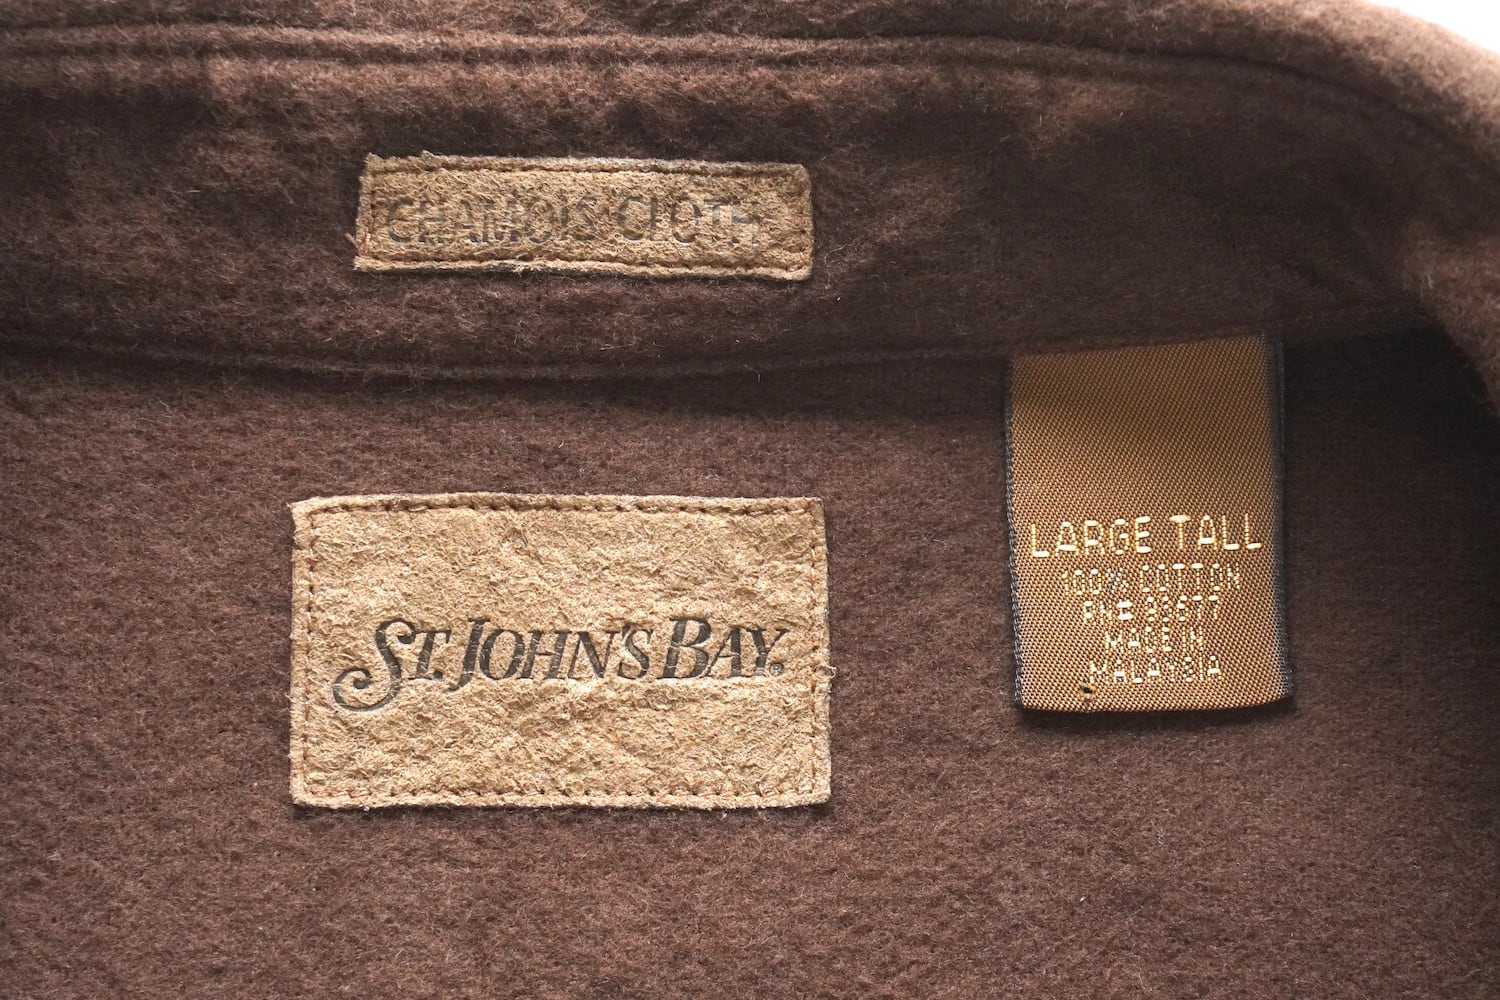 CHAMOIS CLOTH
ST. JOHN'S BAY®
LARGE TALL
100% COTTON
RN# 93677
MADE IN
MALAYSIA